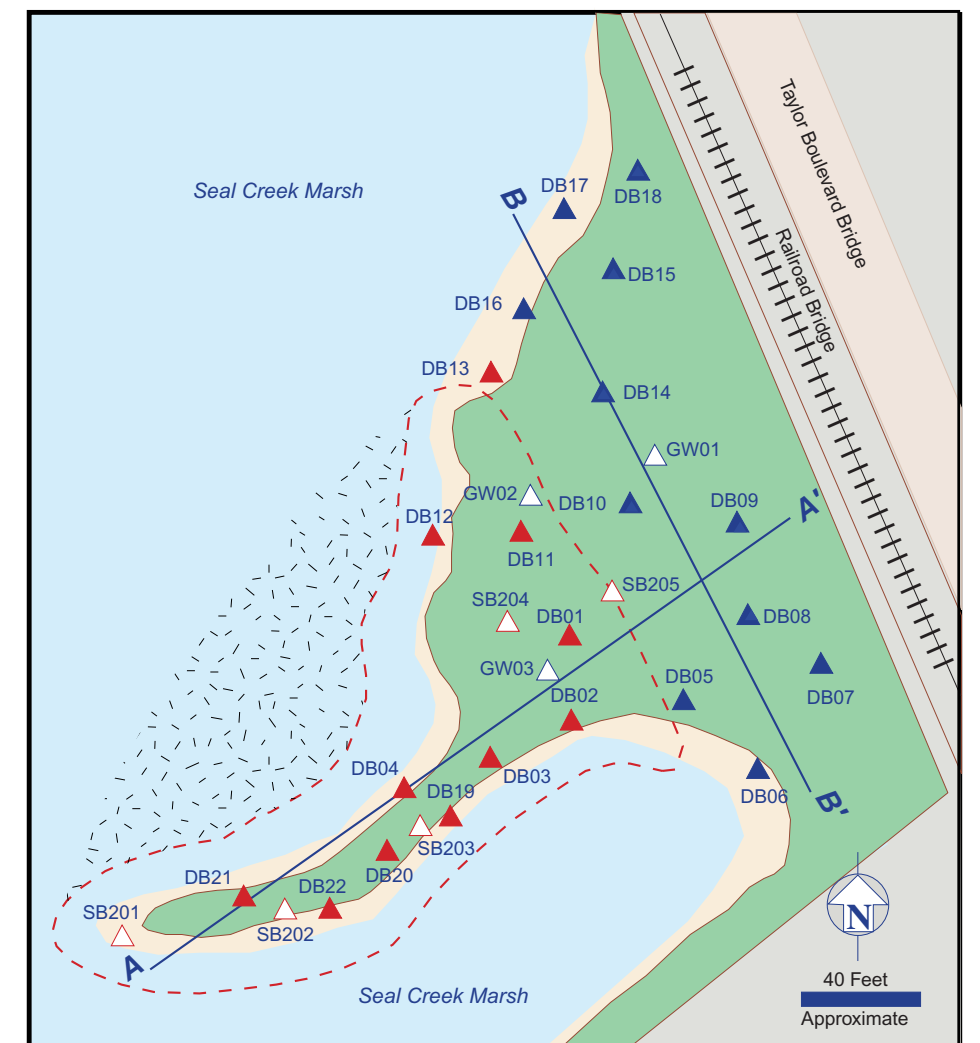 Taylor Boulevard Bridge
Seal Creek Marsh
DB17
B
DB18
Railroad Bridge
DB15
DB16
DB13
DB14
GW01
GW02
DB10
DB09
A'
DB12
DB11
SB205
SB204
DB01
DB08
GW03
DB05
DB07
DB02
DB04
DB03
DB19
DB06
B'
SB203
DB20
DB21
DB22
SB201
SB202
N
A
40 Feet
Seal Creek Marsh
Approximate